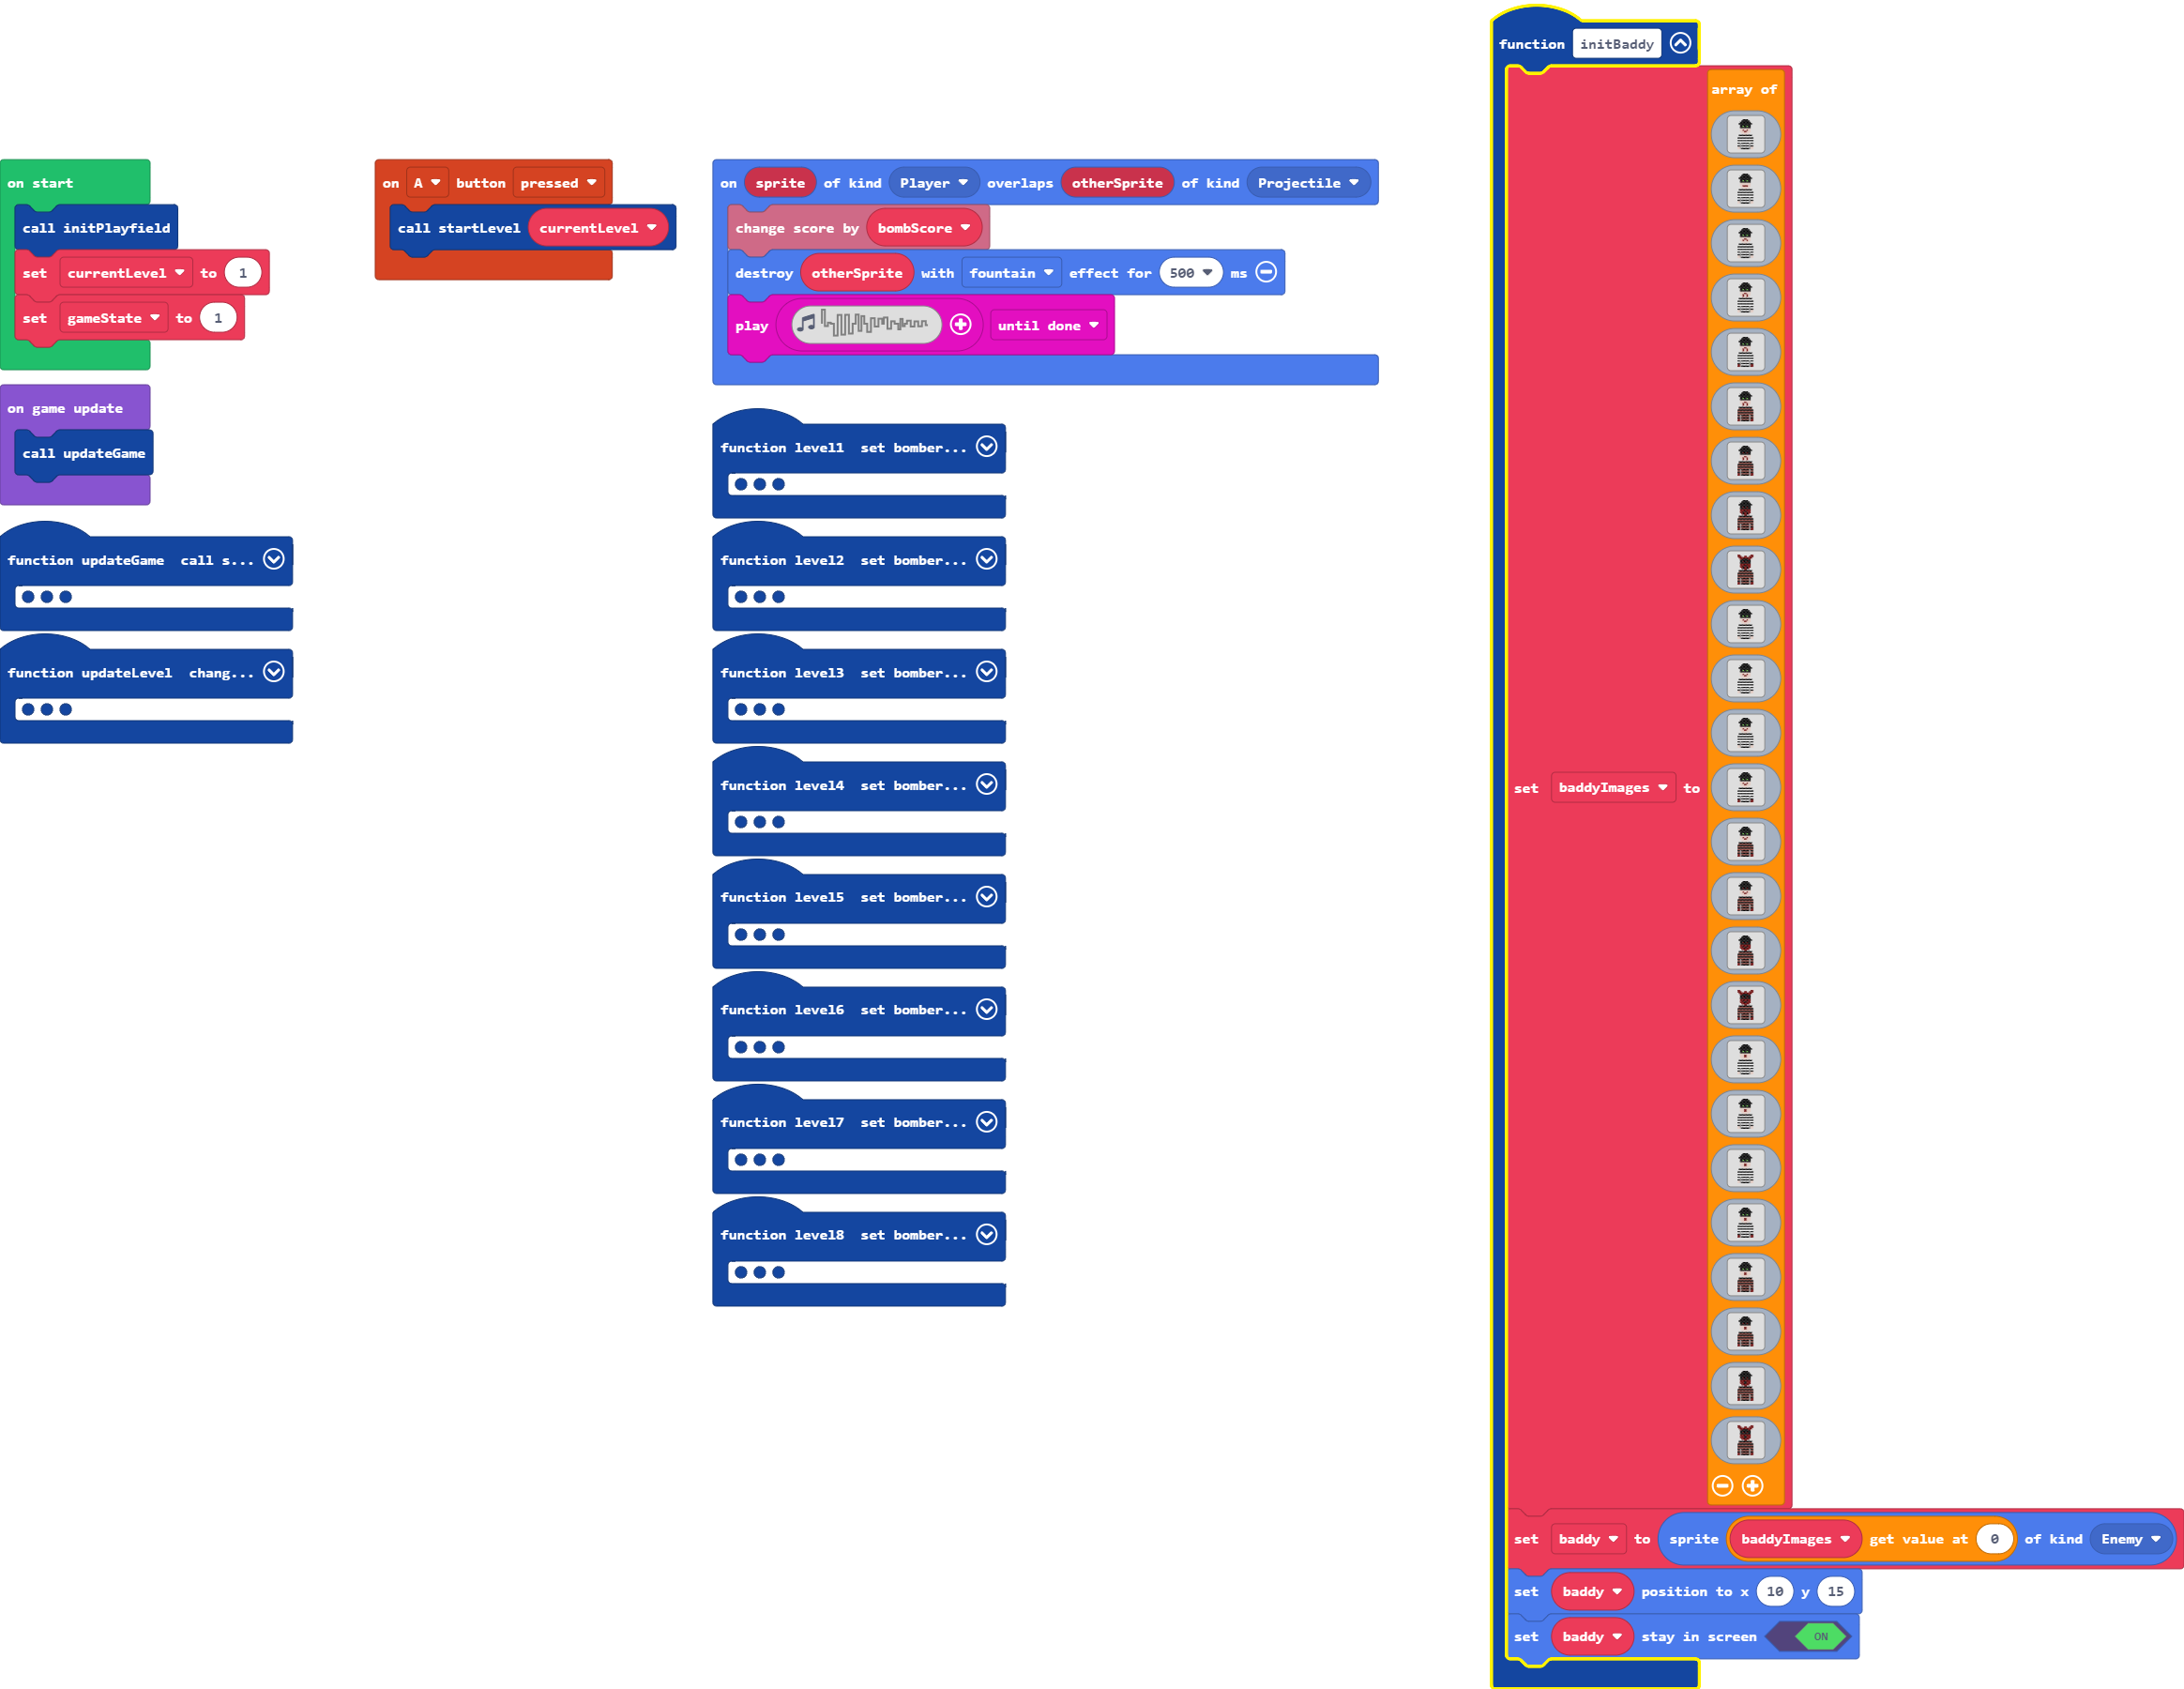 on start
call initPlayfield
set currentLevel to 1
set gameState to 1
on game update
call updateGame
function updateGame call s...
function updateLevel chang...
on A button pressed
call startLevel currentLevel
on sprite of kind Player overlaps otherSprite of kind Projectile
change score by bombScore
destroy otherSprite with fountain effect for 500 ms
play until done
function level1 set bomber...
function level2 set bomber...
function level3 set bomber...
function level4 set bomber...
function level5 set bomber...
function level6 set bomber...
function level7 set bomber...
function level8 set bomber...
function initBaddy
array of
set baddyImages to
set baddy to sprite baddyImages get value at 0 of kind Enemy
set baddy position to x 10 y 15
set baddy stay in screen ON